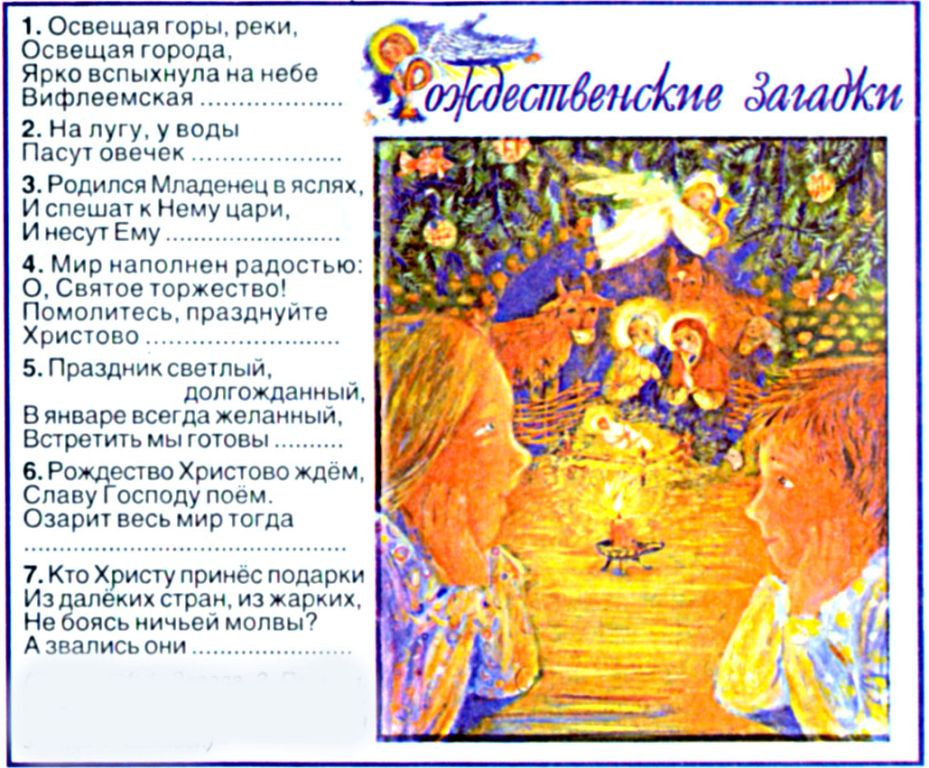 Рождественские загадки
1. Освещая горы, реки,
Освещая города,
Ярко вспыхнула на небе
Вифлеемская ...................
2. На лугу, у воды
Пасут овечек ....................
3. Родился Младенец в яслях,
И спешат к Нему цари,
И несут Ему .......................
4. Мир наполнен радостью:
О, Святое торжество!
Помолитесь, празднуйте
Христово ..........................
5. Праздник светлый,
долгожданный,
В январе всегда желанный,
Встретить мы готовы ..........
6. Рождество Христово ждём,
Славу Господу поём.
Озарит весь мир тогда
...........................................
7. Кто Христу принёс подарки
Из далёких стран, из жарких,
Не боясь ничьей молвы?
А звались они ......................